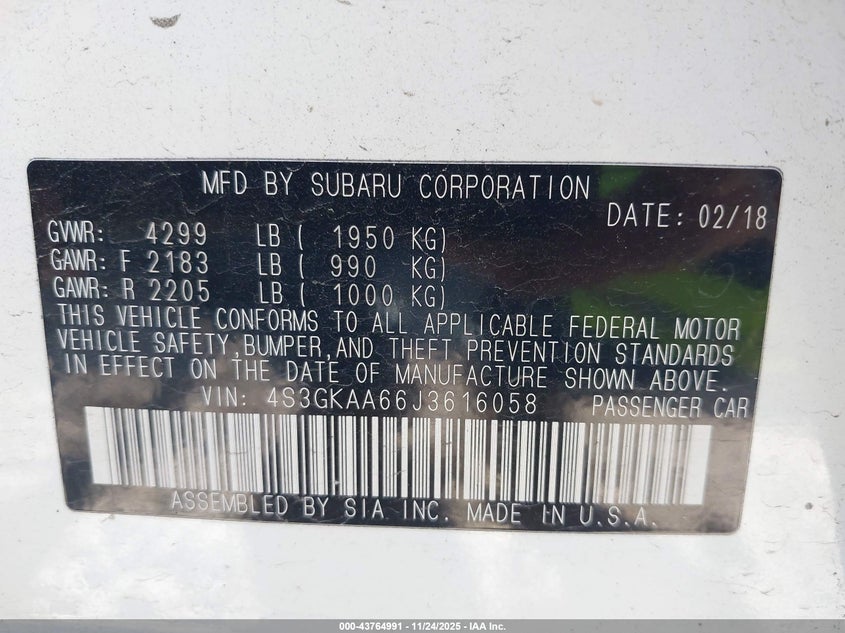 MFD BY SUBARU CORPORATION
DATE: 02/18
GVWR: 4299 LB ( 1950 KG)
GAWR: F 2183 LB ( 990 KG)
GAWR: R 2205 LB ( 1000 KG)
THIS VEHICLE CONFORMS TO ALL APPLICABLE FEDERAL MOTOR
VEHICLE SAFETY,BUMPER,AND THEFT PREVENTION STANDARDS
IN EFFECT ON THE DATE OF MANUFACTURE SHOWN ABOVE.
VIN: 4S3GKAA66J3616058 PASSENGER CAR
ASSEMBLED BY SIA INC. MADE IN U.S.A.
000-43764991 - 11/24/2025 - IAA Inc.